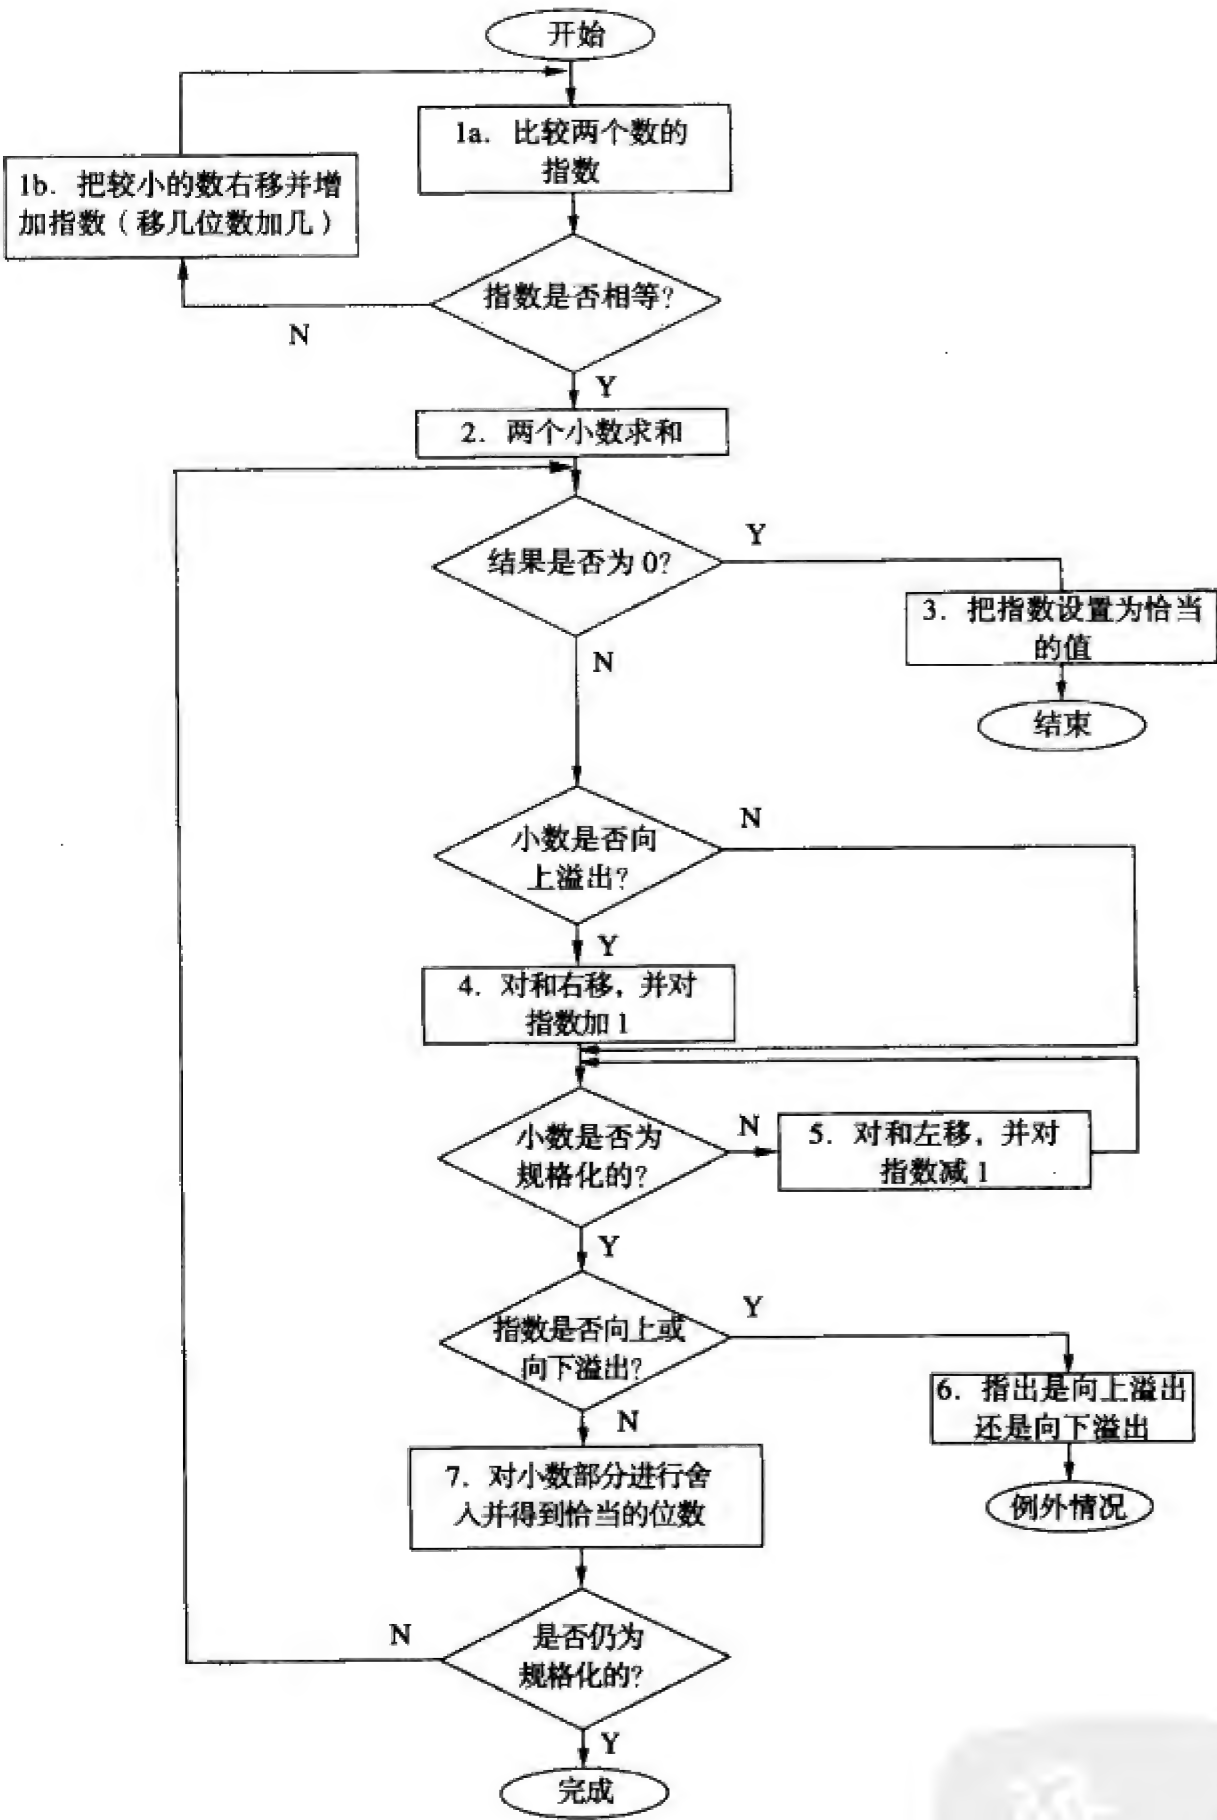 开始
1a. 比较两个数的
指数
1b. 把较小的数右移并增
加指数（移几位数加几）
指数是否相等?
N
Y
2. 两个小数求和
结果是否为 0?
Y
N
3. 把指数设置为恰当
的值
结束
小数是否向
上溢出?
N
Y
4. 对和右移，并对
指数加 1
小数是否为
规格化的?
N
5. 对和左移，并对
指数减 1
Y
指数是否向上或
向下溢出?
Y
6. 指出是向上溢出
还是向下溢出
例外情况
N
7. 对小数部分进行舍
入并得到恰当的位数
是否仍为
规格化的?
N
Y
完成